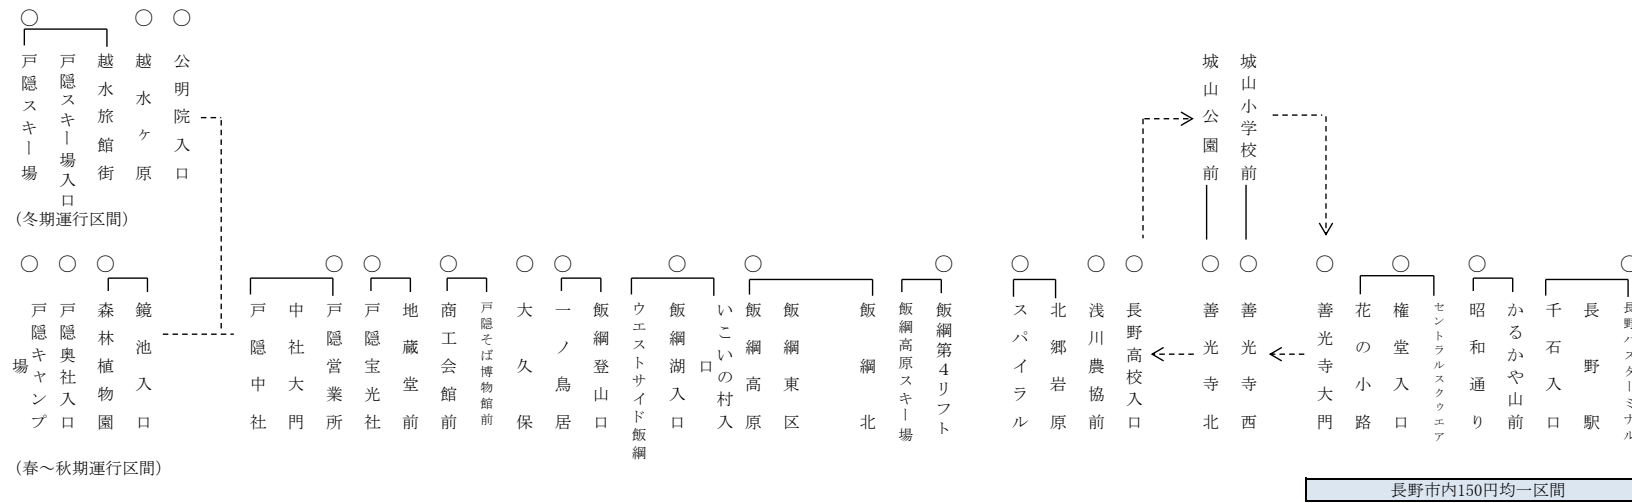 戸隠スキー場
戸隠スキー場入口
越水旅館街
越水ヶ原
公明院入口
城山公園前
城山小学校前
（冬期運行区間）
戸隠キャンプ場
戸隠奥社入口
森林植物園
鏡池入口
戸隠中社
中社大門
戸隠営業所
戸隠宝光社
地蔵堂前
商工会館前
戸隠そば博物館前
大久保
一ノ鳥居
飯綱登山口
ウエストサイド飯綱
飯綱湖入口
いこいの村入口
飯綱高原
飯綱東区
飯綱北
飯綱高原スキー場
飯綱第4リフト
スパイラル
北郷岩原
浅川農協前
長野高校入口
善光寺北
善光寺西
善光寺大門
花の小路
権堂入口
セントラルスクウエア
昭和通り
かるかや山前
千石入口
長野駅
長野バスターミナル
（春～秋期運行区間）
長野市内150円均一区間